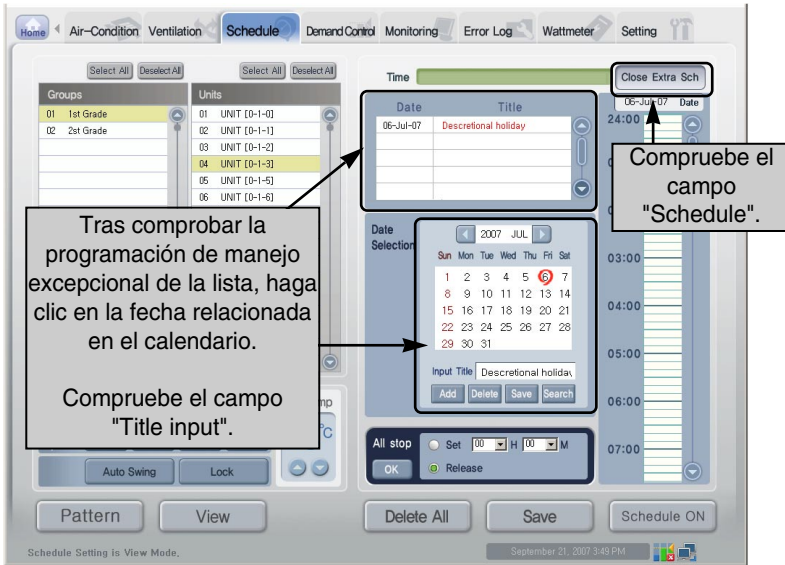 Home Air-Condition Ventilation Schedule Demand Control Monitoring Error Log Wattmeter Setting
Select All Deselect All Select All Deselect All
Groups
01 1st Grade
02 2st Grade
Units
01 UNIT [0-1-0]
02 UNIT [0-1-1]
03 UNIT [0-1-2]
04 UNIT [0-1-3]
05 UNIT [0-1-5]
06 UNIT [0-1-6]
Tras comprobar la
programación de manejo
excepcional de la lista, haga
clic en la fecha relacionada
en el calendario.
Compruebe el campo
"Title input".
°C
Auto Swing Lock
Time
Close Extra Sch
Date Title
06-Jul-07 Descretional holiday
06-Jul-07 Date
24:00
Compruebe el
campo
"Schedule".
03:00
04:00
05:00
06:00
07:00
Date
Selection
2007 JUL
Sun Mon Tue Wed Thu Fri Sat
1 2 3 4 5 6 7
8 9 10 11 12 13 14
15 16 17 18 19 20 21
22 23 24 25 26 27 28
29 30 31
Input Title Descretional holiday
Add Delete Save Search
All stop Set 00 H 00 M
OK Release
Pattern View Delete All Save Schedule ON
Schedule Setting is View Mode.
September 21, 2007 3:49 PM